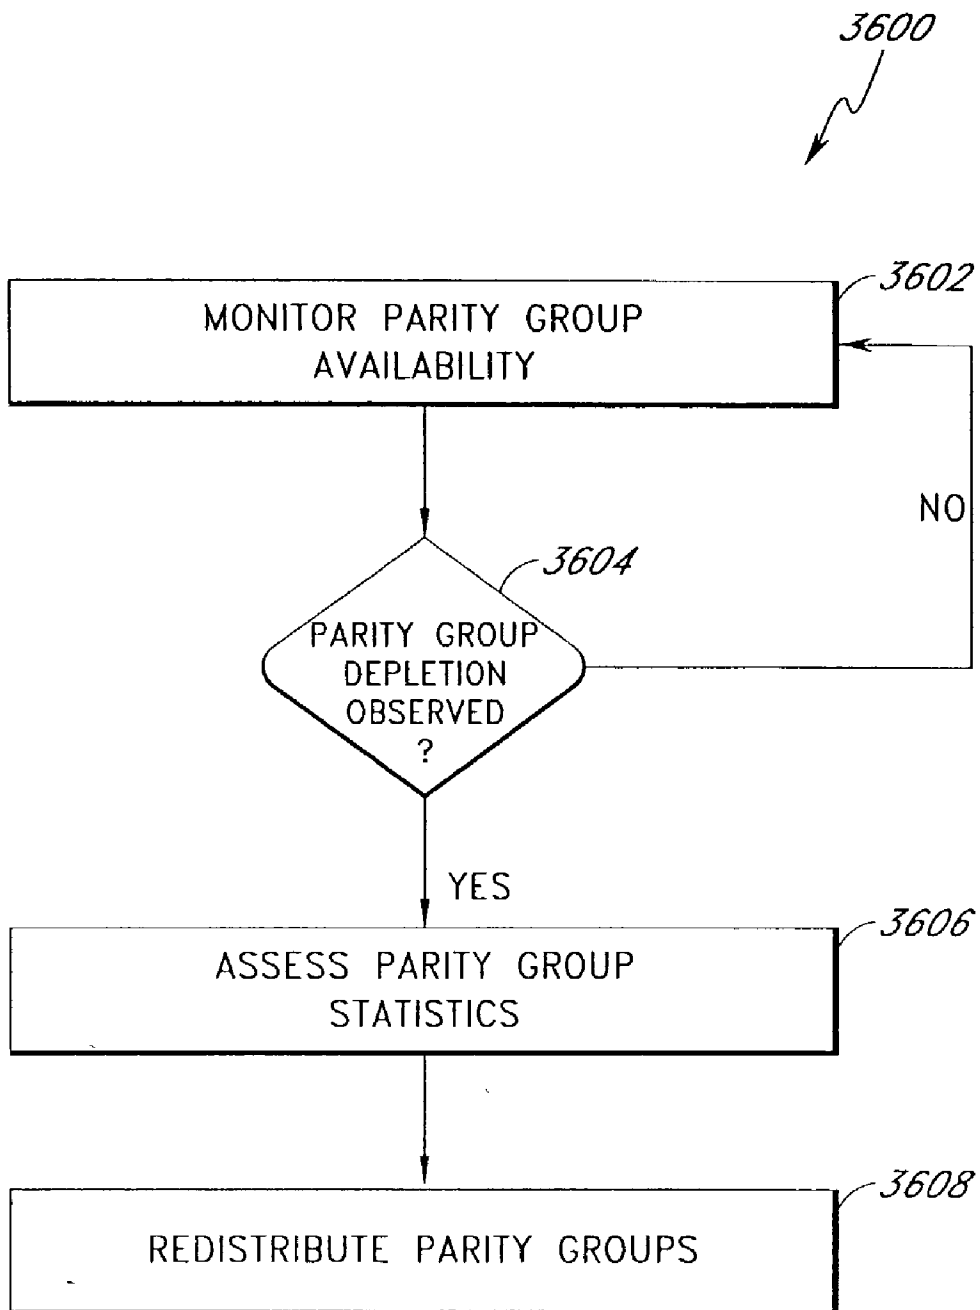 3600
3602
MONITOR PARITY GROUP
AVAILABILITY
NO
3604
PARITY GROUP
DEPLETION
OBSERVED
?
YES
3606
ASSESS PARITY GROUP
STATISTICS
3608
REDISTRIBUTE PARITY GROUPS